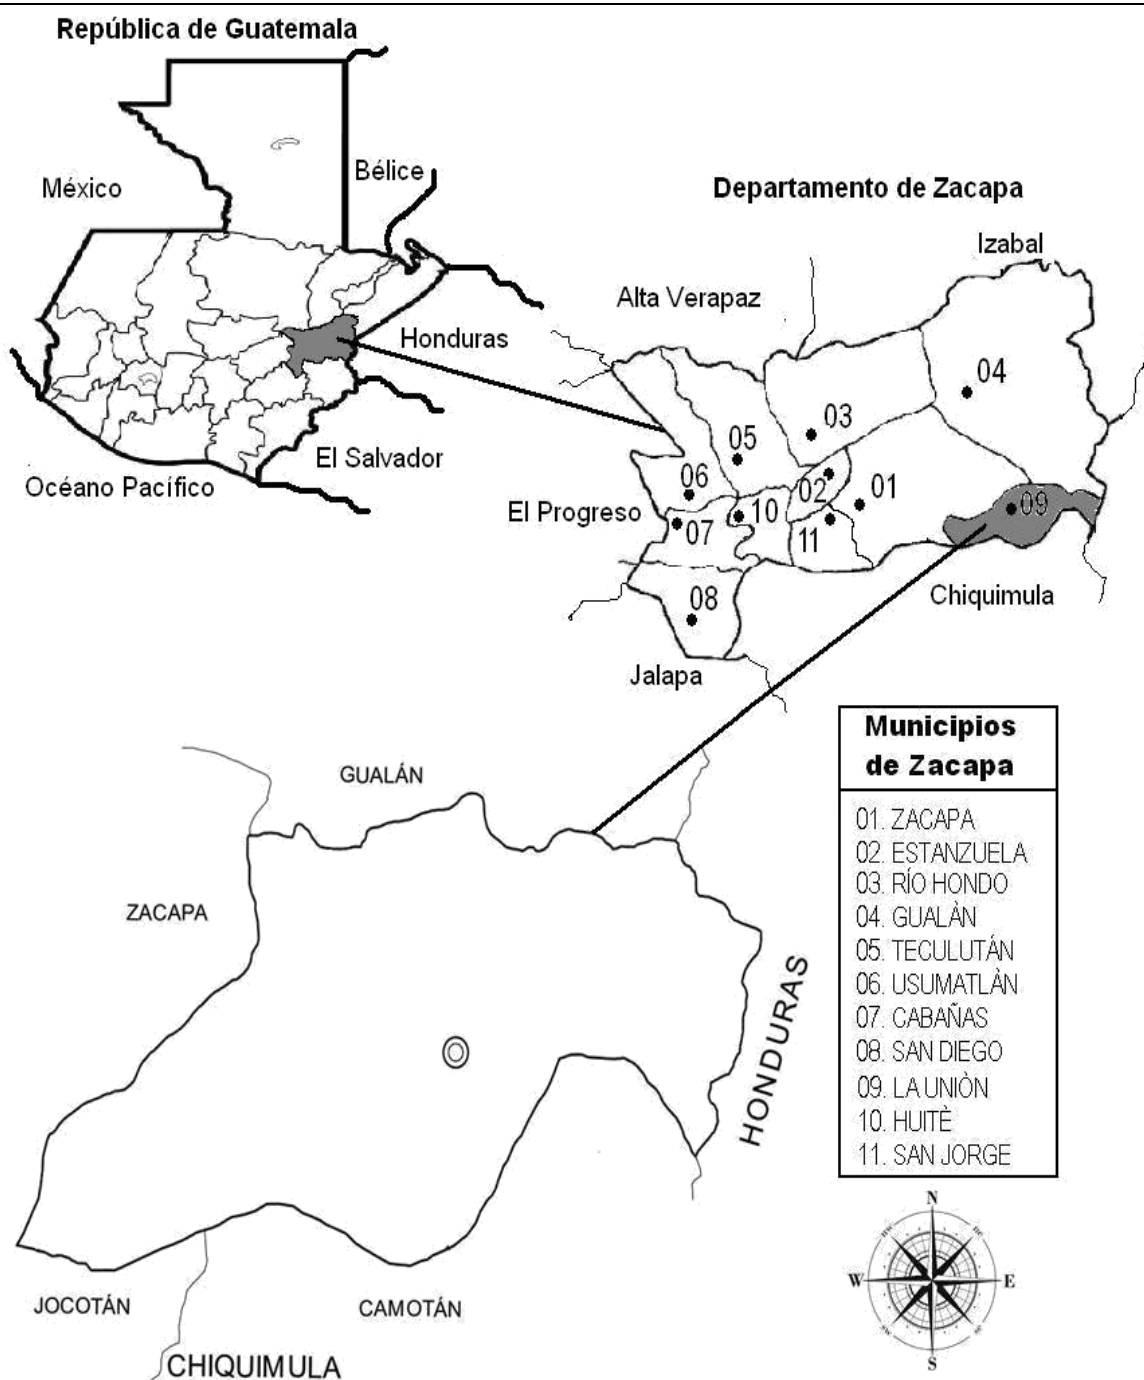 República de Guatemala
México
Bélice
Honduras
El Salvador
Océano Pacífico
Departamento de Zacapa
Izabal
Alta Verapaz
04
03
05
06
02
01
09
El Progreso
10
07
11
Chiquimula
08
Jalapa
Municipios
de Zacapa
01. ZACAPA
02. ESTANZUELA
03. RÍO HONDO
04. GUALÀN
05. TECULUTÁN
06. USUMATLÀN
07. CABAÑAS
08. SAN DIEGO
09. LA UNIÒN
10. HUITÈ
11. SAN JORGE
GUALÁN
ZACAPA
HONDURAS
JOCOTÁN
CAMOTÁN
CHIQUIMULA
N
W
E
S